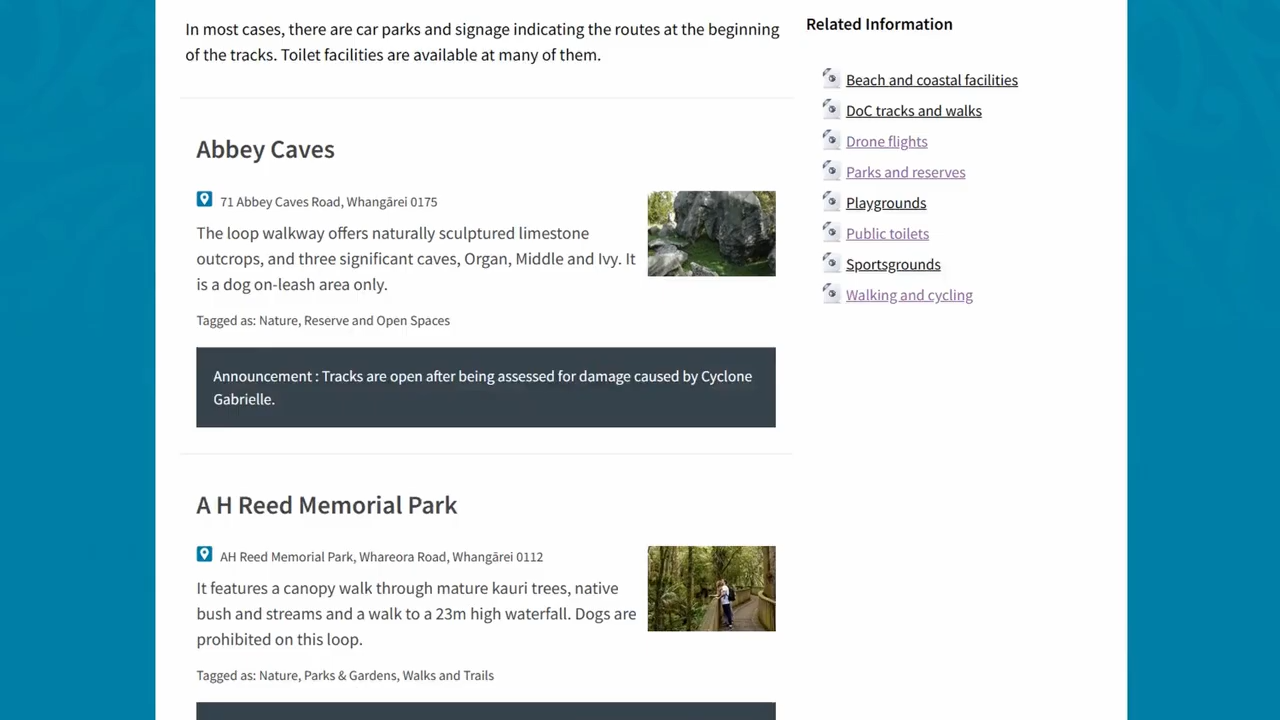 In most cases, there are car parks and signage indicating the routes at the beginning
of the tracks. Toilet facilities are available at many of them.
Abbey Caves
71 Abbey Caves Road, Whangārei 0175
The loop walkway offers naturally sculptured limestone
outcrops, and three significant caves, Organ, Middle and Ivy. It
is a dog on-leash area only.
Tagged as: Nature, Reserve and Open Spaces
Announcement : Tracks are open after being assessed for damage caused by Cyclone
Gabrielle.
A H Reed Memorial Park
AH Reed Memorial Park, Whareora Road, Whangārei 0112
It features a canopy walk through mature kauri trees, native
bush and streams and a walk to a 23m high waterfall. Dogs are
prohibited on this loop.
Tagged as: Nature, Parks & Gardens, Walks and Trails
Related Information
Beach and coastal facilities
DoC tracks and walks
Drone flights
Parks and reserves
Playgrounds
Public toilets
Sportsgrounds
Walking and cycling